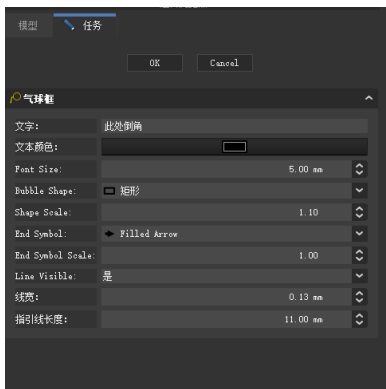 模型
任务
OK
Cancel
气球框
文字: 此处倒角
文本颜色:
Font Size: 5.00 mm
Bubble Shape: 矩形
Shape Scale: 1.10
End Symbol: Filled Arrow
End Symbol Scale: 1.00
Line Visible: 是
线宽: 0.13 mm
指引线长度: 11.00 mm